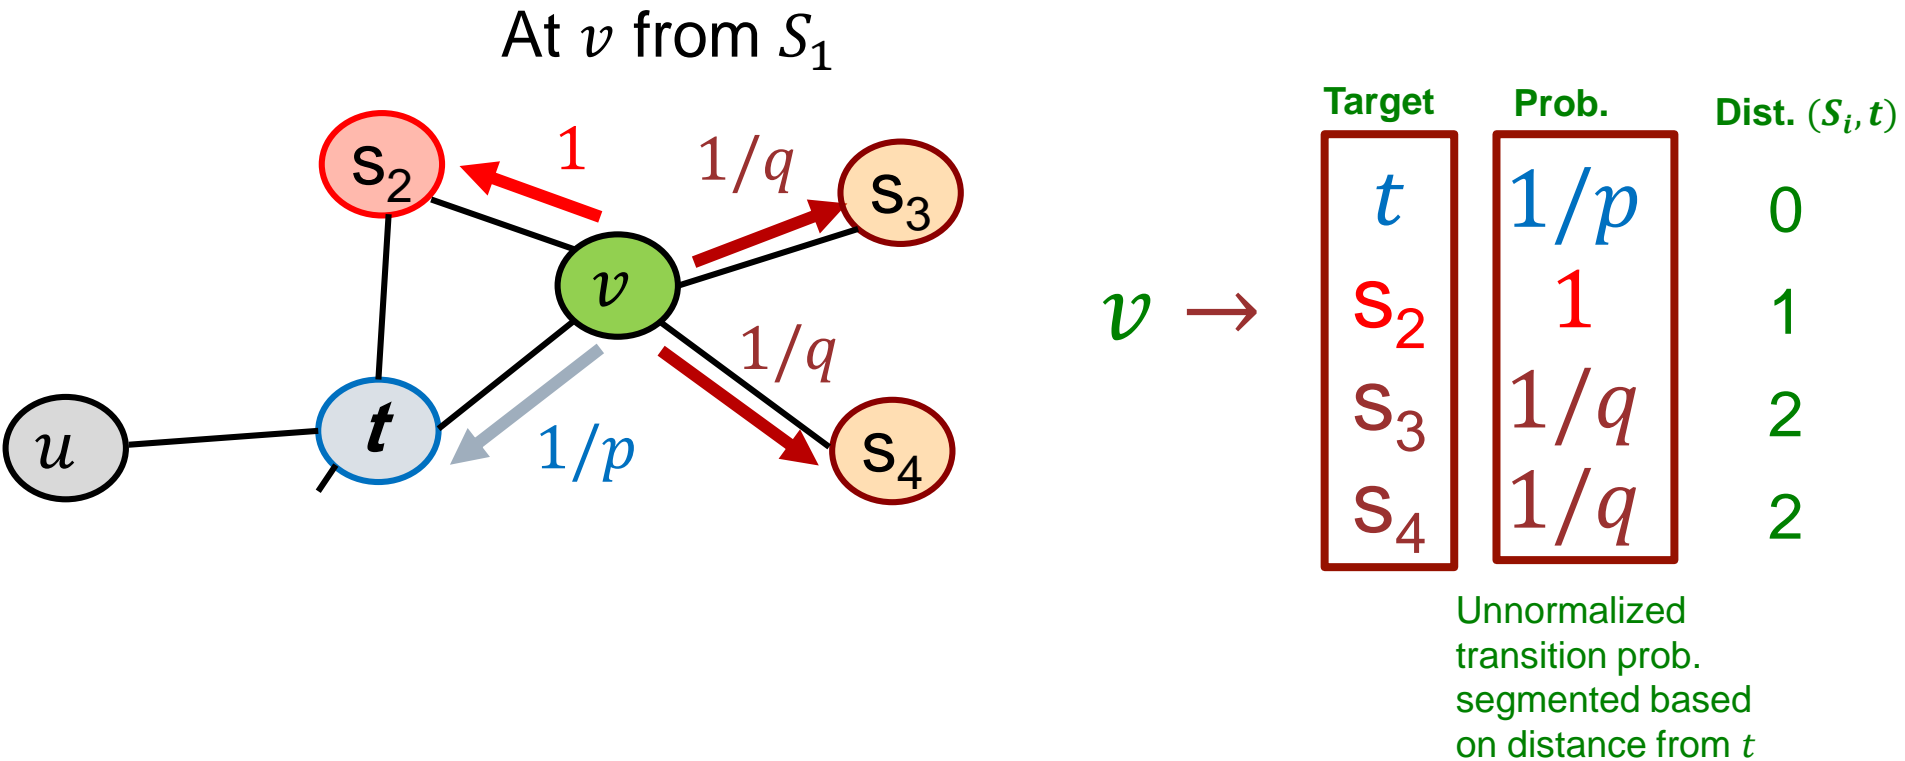 At v from S₁
s₂
1
1/q
s₃
v
1/q
u
t
1/p
s₄
Target Prob. Dist. (Sᵢ, t)
v →
t 1/p 0
s₂ 1 1
s₃ 1/q 2
s₄ 1/q 2
Unnormalized
transition prob.
segmented based
on distance from t